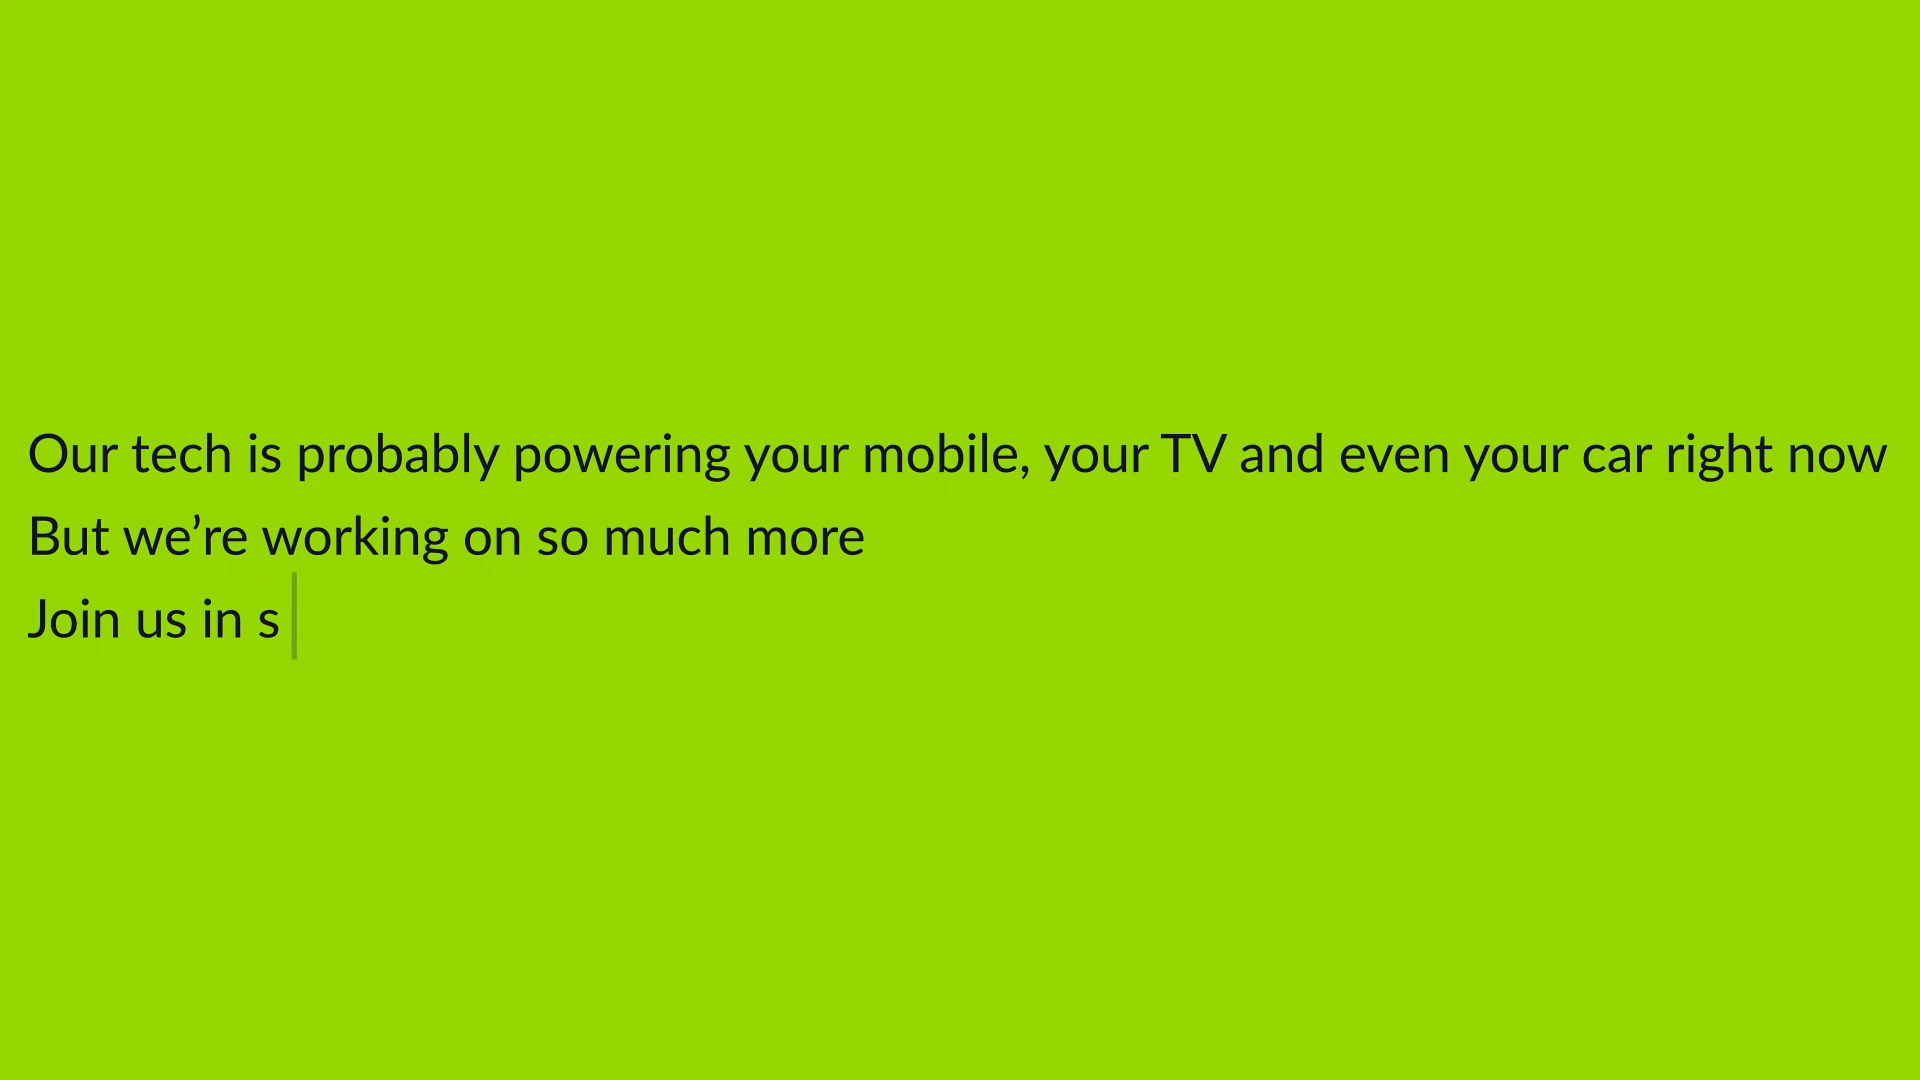 Our tech is probably powering your mobile, your TV and even your car right now
But we’re working on so much more
Join us in s